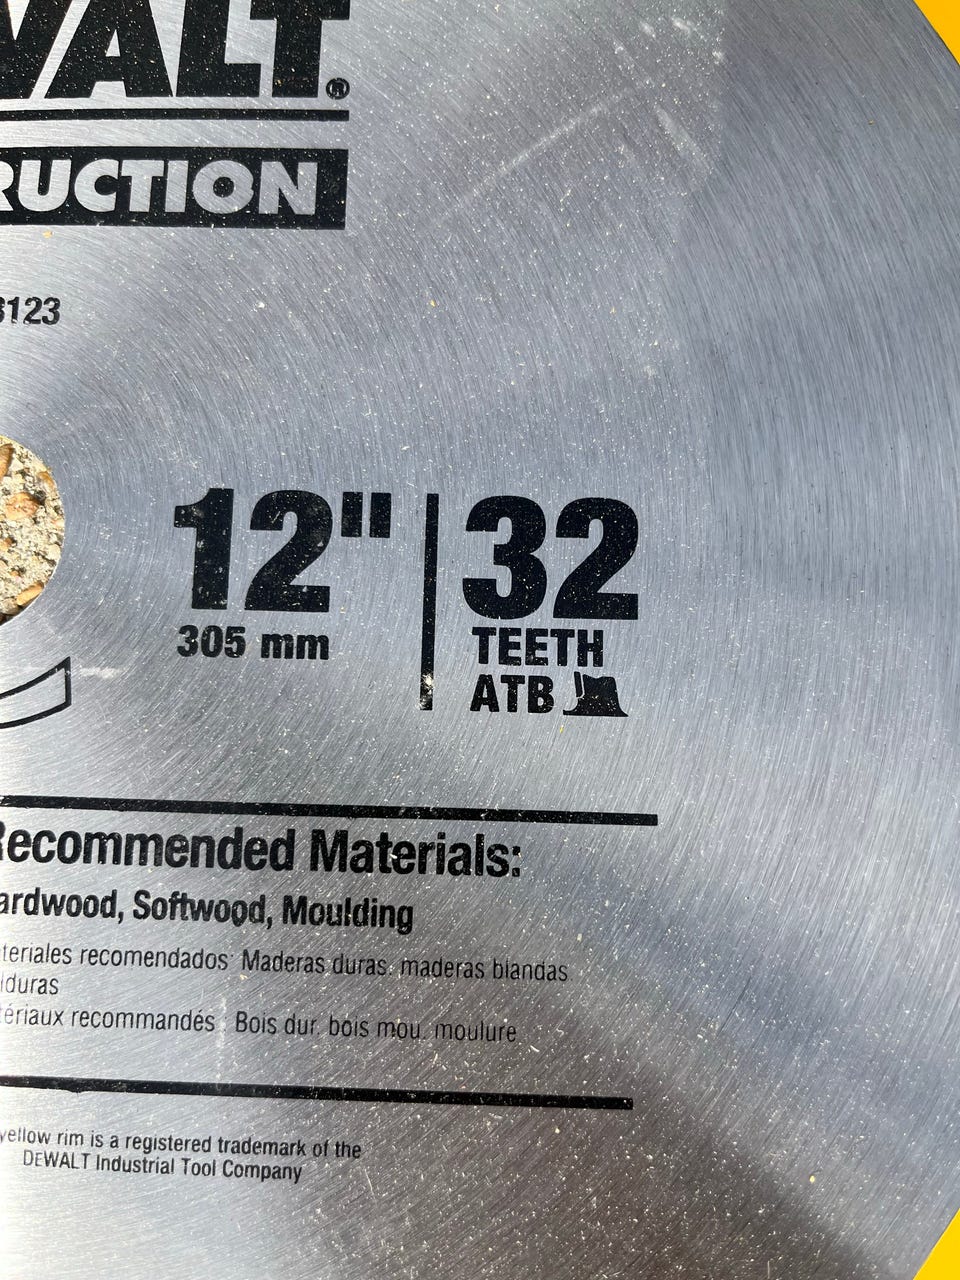 WALT®
RUCTION
3123
12" 32
305 mm TEETH
ATB
Recommended Materials:
ardwood, Softwood, Moulding
teriales recomendados: Maderas duras, maderas blandas
lduras
tériaux recommandés : Bois dur, bois mou, moulure
yellow rim is a registered trademark of the
DEWALT Industrial Tool Company